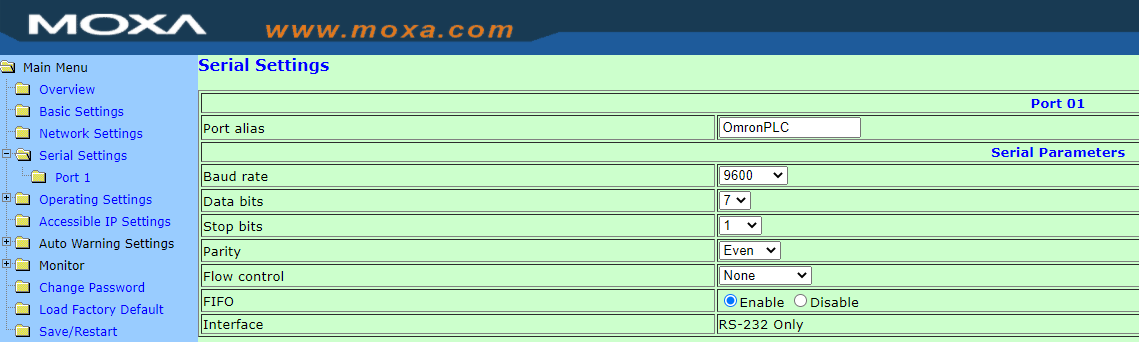 MOXA www.moxa.com
Main Menu
Overview
Basic Settings
Network Settings
Serial Settings
Port 1
Operating Settings
Accessible IP Settings
Auto Warning Settings
Monitor
Change Password
Load Factory Default
Save/Restart
Serial Settings
Port 01
Port alias OmronPLC
Serial Parameters
Baud rate 9600
Data bits 7
Stop bits 1
Parity Even
Flow control None
FIFO Enable Disable
Interface RS-232 Only